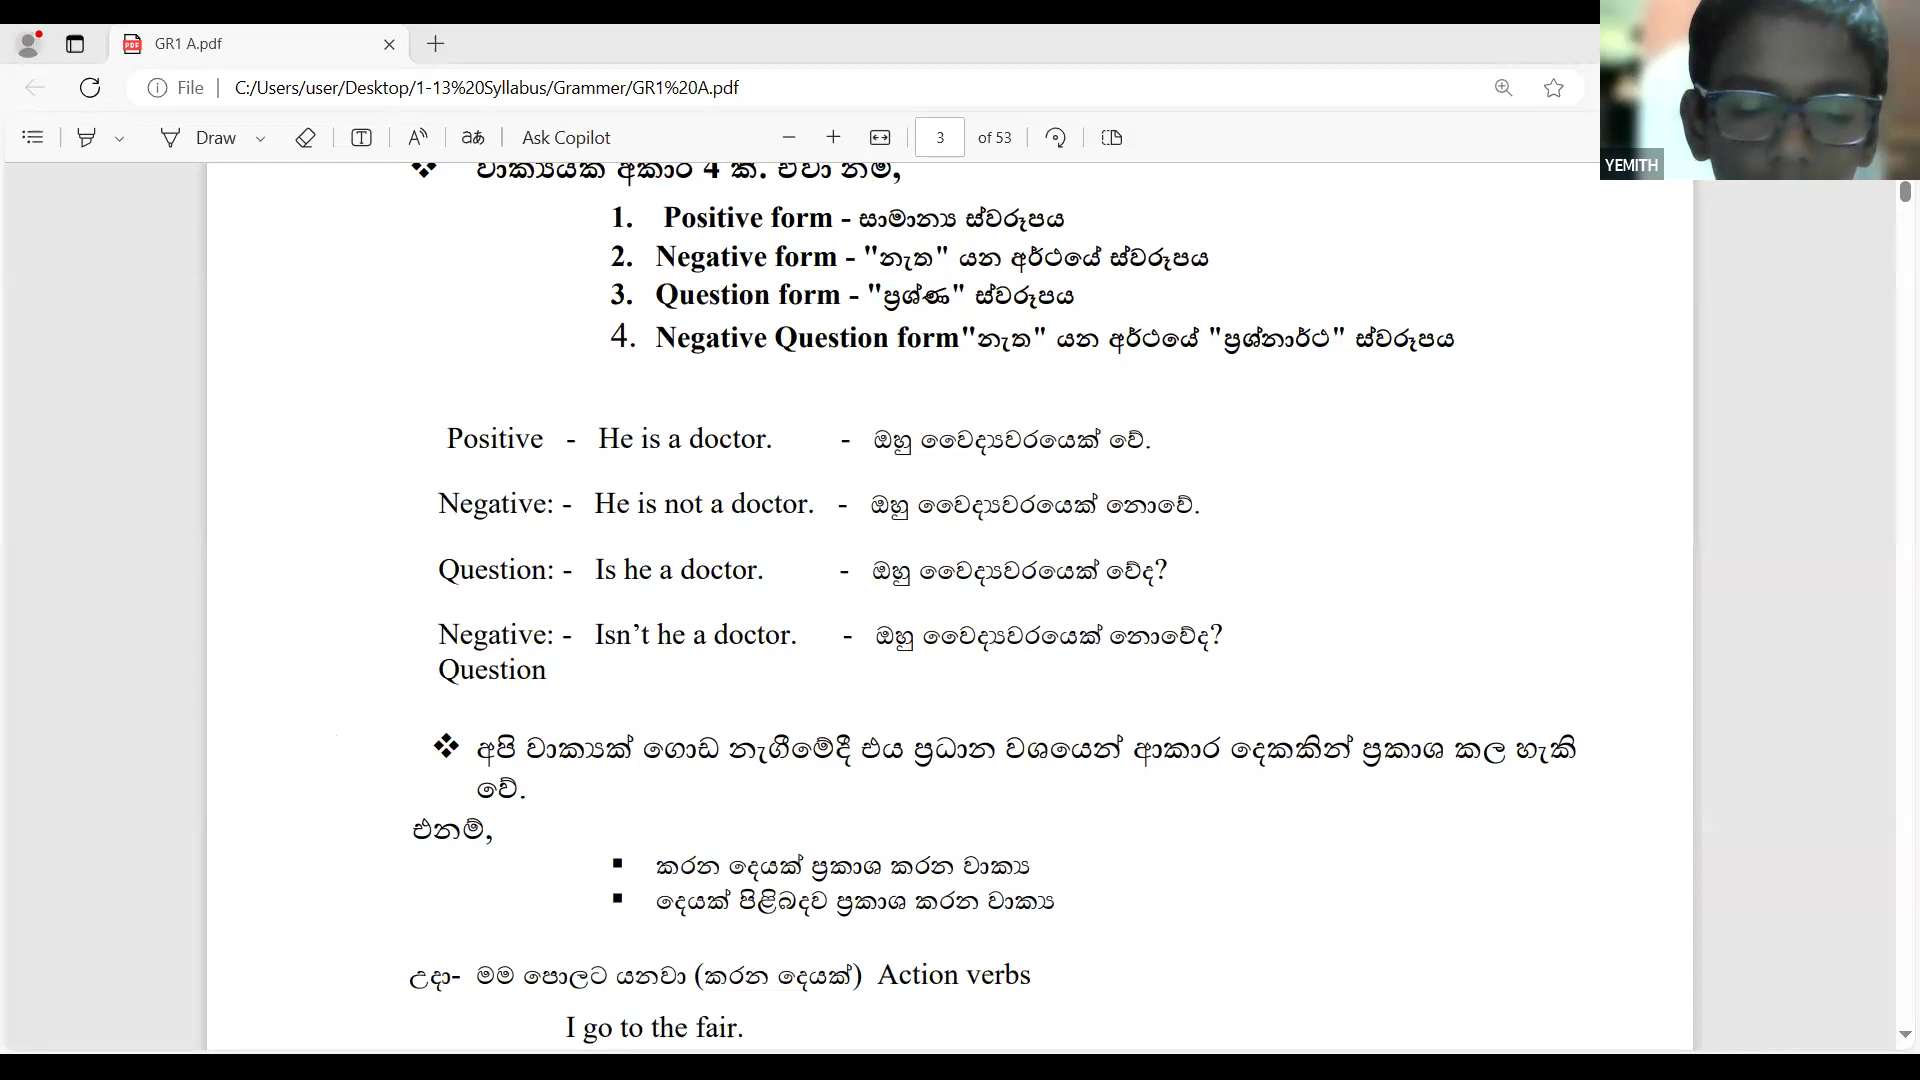 GR1 A.pdf
File
C:/Users/user/Desktop/1-13%20Syllabus/Grammer/GR1%20A.pdf
Draw
Ask Copilot
3 of 53
YEMITH
වාක්‍යයක අකාර 4 කි. ඒවා නම්,
1. Positive form - සාමාන්‍ය ස්වරූපය
2. Negative form - "නැත" යන අර්ථයේ ස්වරූපය
3. Question form - "ප්‍රශ්ණ" ස්වරූපය
4. Negative Question form"නැත" යන අර්ථයේ "ප්‍රශ්නාර්ථ" ස්වරූපය
Positive - He is a doctor. - ඔහු වෛද්‍යවරයෙක් වේ.
Negative: - He is not a doctor. - ඔහු වෛද්‍යවරයෙක් නොවේ.
Question: - Is he a doctor. - ඔහු වෛද්‍යවරයෙක් වේද?
Negative: - Isn’t he a doctor. - ඔහු වෛද්‍යවරයෙක් නොවේද?
Question
❖ අපි වාක්‍යක් ගොඩ නැගීමේදී එය ප්‍රධාන වශයෙන් ආකාර දෙකකින් ප්‍රකාශ කල හැකි
වේ.
එනම්,
▪ කරන දෙයක් ප්‍රකාශ කරන වාක්‍ය
▪ දෙයක් පිළිබදව ප්‍රකාශ කරන වාක්‍ය
උදා- මම පොලට යනවා (කරන දෙයක්) Action verbs
I go to the fair.